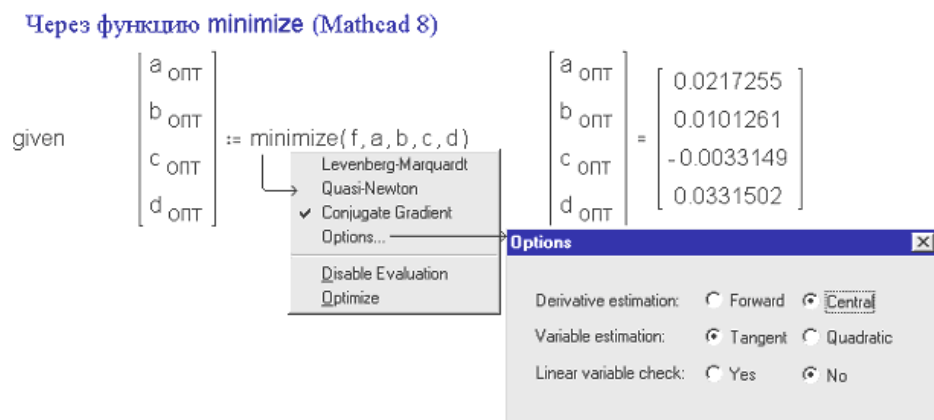 Через функцию minimize (Mathcad 8)
a опт
b опт
c опт
d опт
given
:= minimize(f,a,b,c,d)
a опт
b опт
c опт
d опт
=
0.0217255
0.0101261
-0.0033149
0.0331502
Levenberg-Marquardt
Quasi-Newton
✓ Conjugate Gradient
Options...
Disable Evaluation
Optimize
Options
Derivative estimation: Forward Central
Variable estimation: Tangent Quadratic
Linear variable check: Yes No